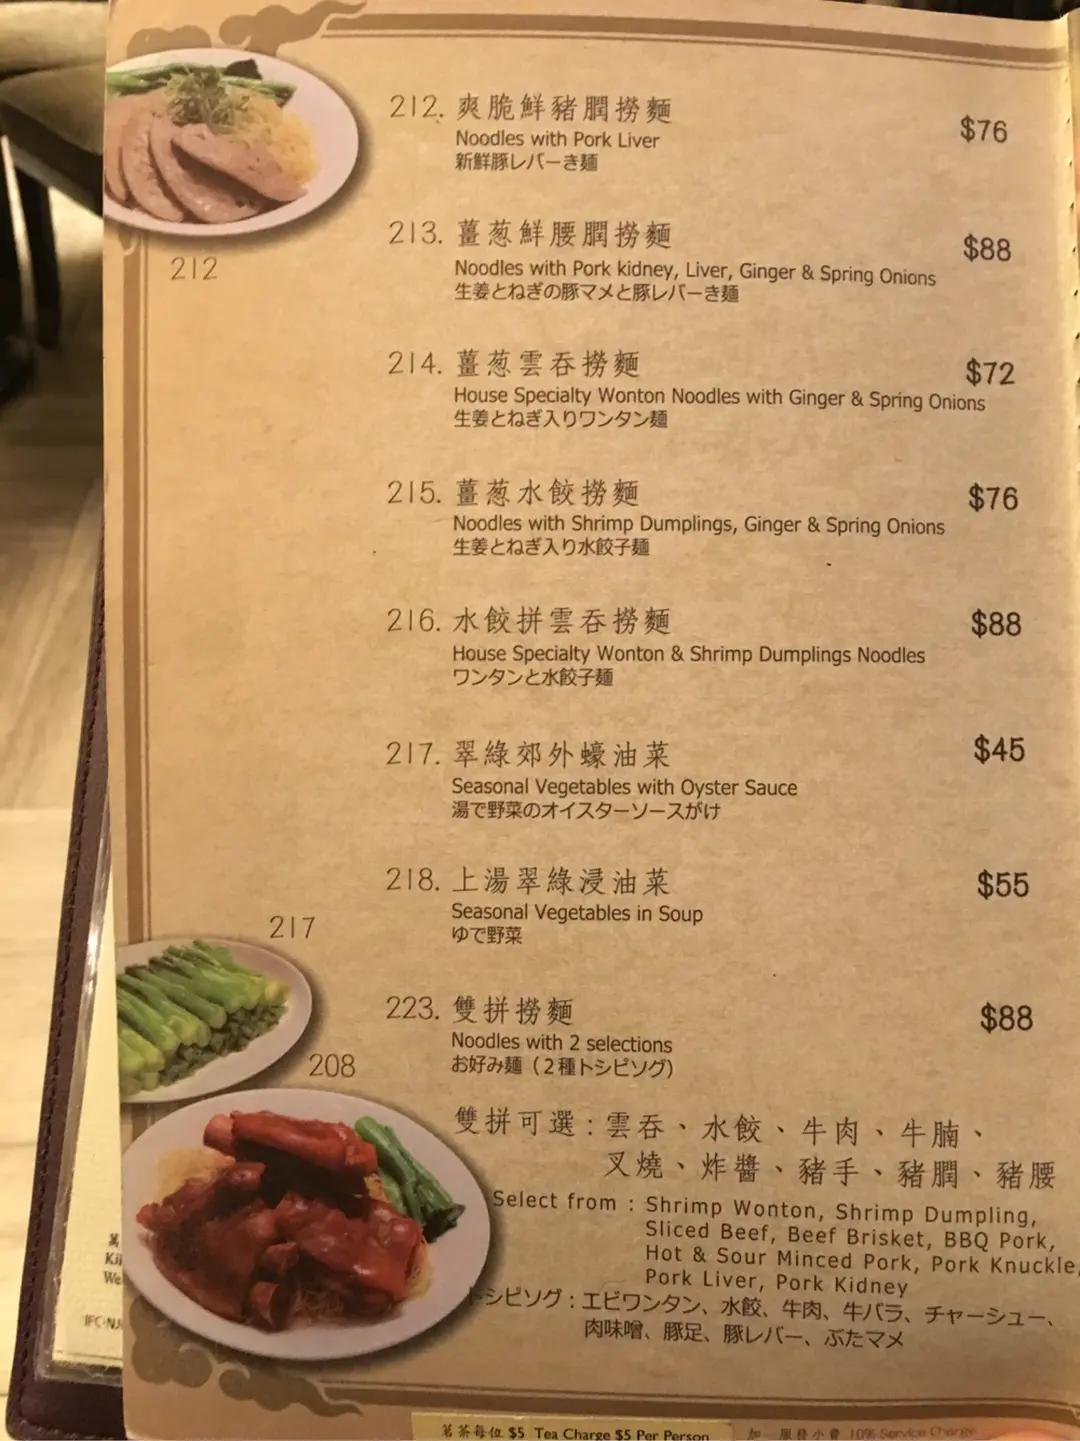 212. 爽脆鮮豬膶撈麵
$76
Noodles with Pork Liver
新鮮豚レバーき麺
212
213. 薑葱鮮腰膶撈麵
$88
Noodles with Pork kidney, Liver, Ginger & Spring Onions
生姜とねぎの豚マメと豚レバーき麺
214. 薑葱雲吞撈麵
$72
House Specialty Wonton Noodles with Ginger & Spring Onions
生姜とねぎ入りワンタン麺
215. 薑葱水餃撈麵
$76
Noodles with Shrimp Dumplings, Ginger & Spring Onions
生姜とねぎ入り水餃子麺
216. 水餃拼雲吞撈麵
$88
House Specialty Wonton & Shrimp Dumplings Noodles
ワンタンと水餃子麺
217. 翠綠郊外蠔油菜
$45
Seasonal Vegetables with Oyster Sauce
湯で野菜のオイスターソースがけ
218. 上湯翠綠浸油菜
$55
Seasonal Vegetables in Soup
ゆで野菜
217
223. 雙拼撈麵
$88
Noodles with 2 selections
お好み麺（２種トシピソグ）
208
雙拼可選：雲吞、水餃、牛肉、牛腩、
叉燒、炸醬、豬手、豬膶、豬腰
Select from : Shrimp Wonton, Shrimp Dumpling,
Sliced Beef, Beef Brisket, BBQ Pork,
Hot & Sour Minced Pork, Pork Knuckle,
Pork Liver, Pork Kidney
トシピソグ：エビワンタン、水餃、牛肉、牛バラ、チャーシュー、
肉味噌、豚足、豚レバー、ぶたマメ
茗茶每位 $5 Tea Charge $5 Per Person
加一服務小費 10% Service Charge